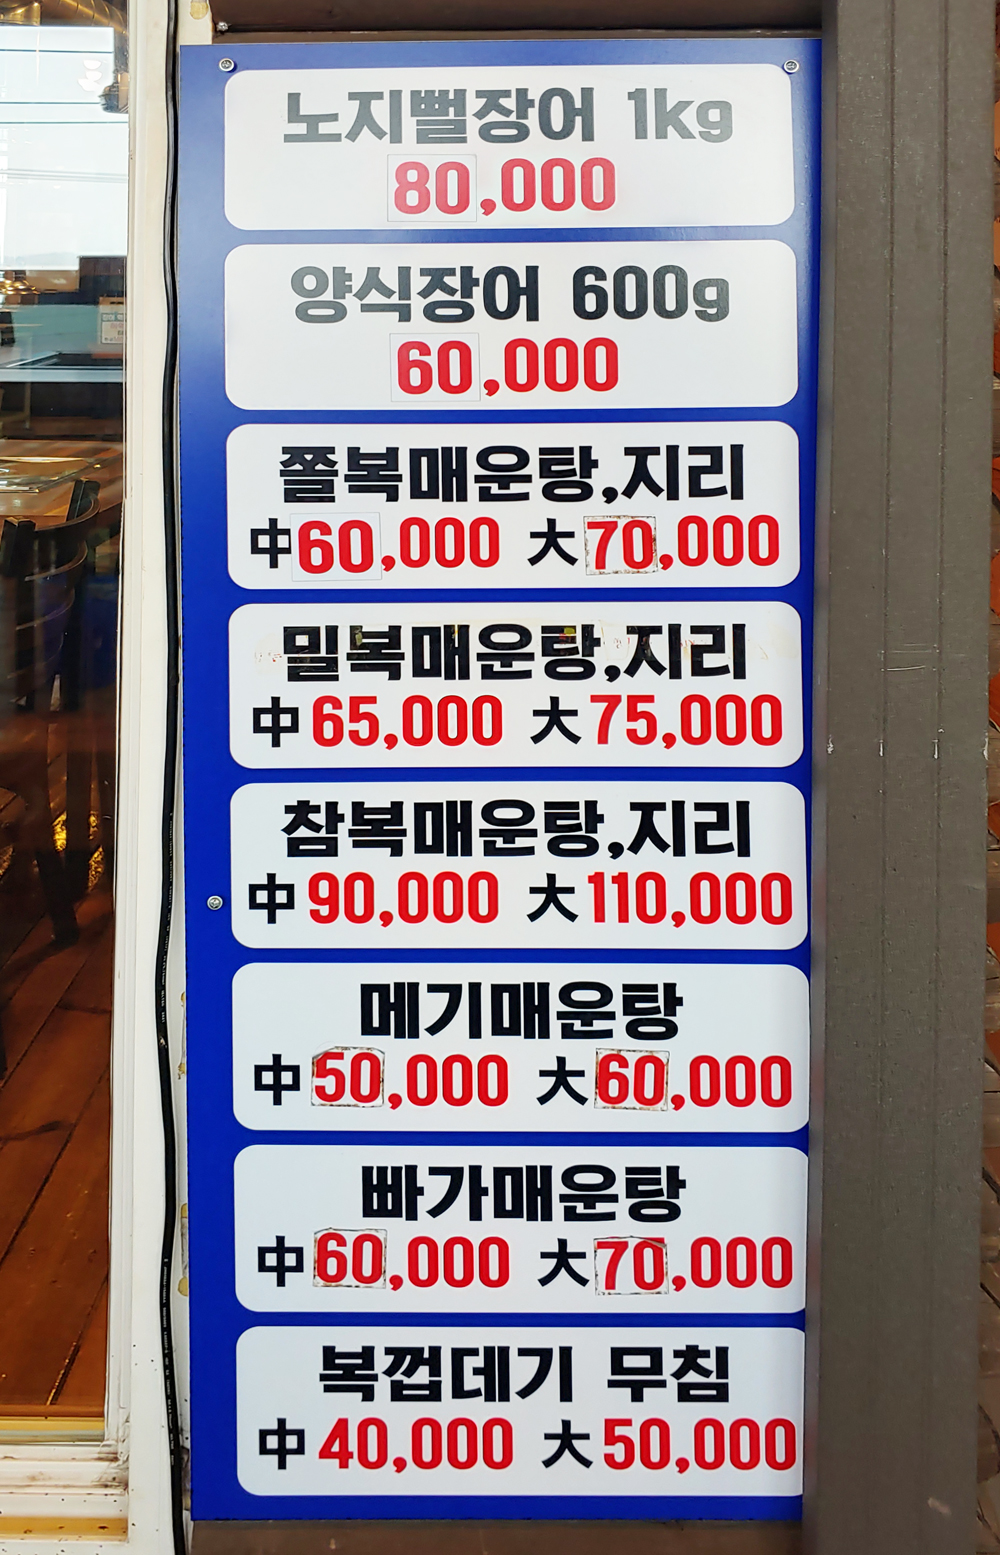 노지뻘장어 1kg
80,000
양식장어 600g
60,000
쫄복매운탕,지리
中60,000 大70,000
밀복매운탕,지리
中65,000 大75,000
참복매운탕,지리
中90,000 大110,000
메기매운탕
中50,000 大60,000
빠가매운탕
中60,000 大70,000
복껍데기 무침
中40,000 大50,000